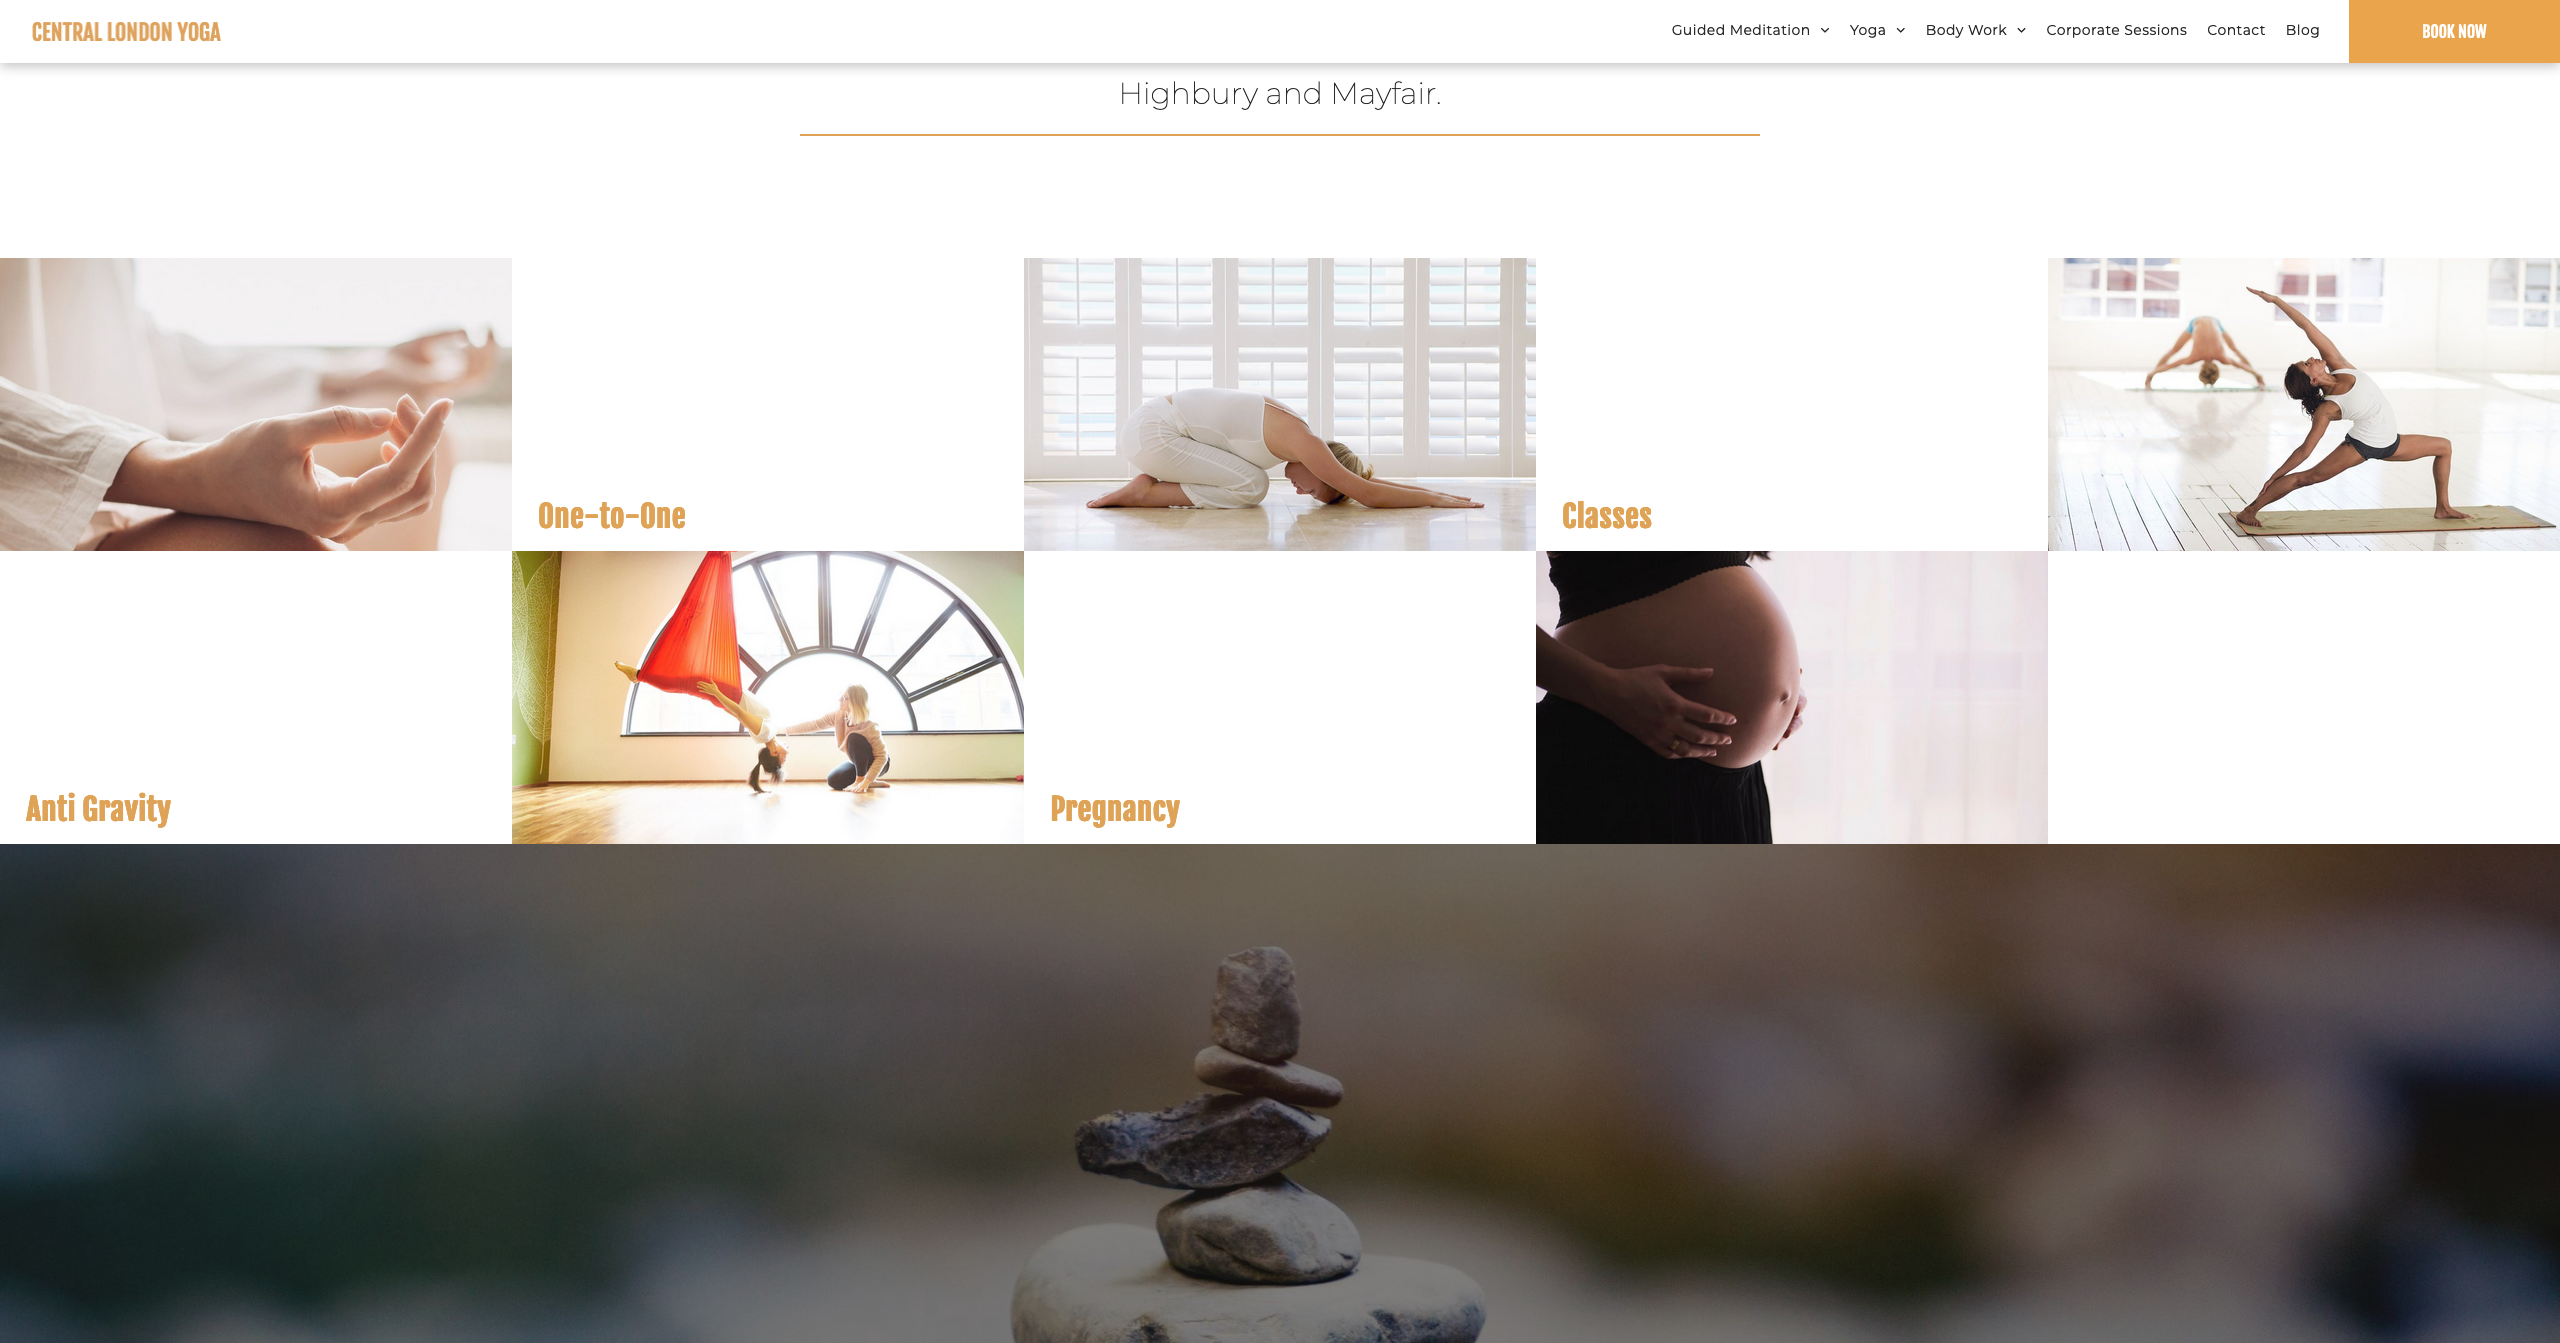 CENTRAL LONDON YOGA
Guided Meditation Yoga Body Work Corporate Sessions Contact Blog BOOK NOW
Highbury and Mayfair.
One-to-One
Classes
Anti Gravity
Pregnancy